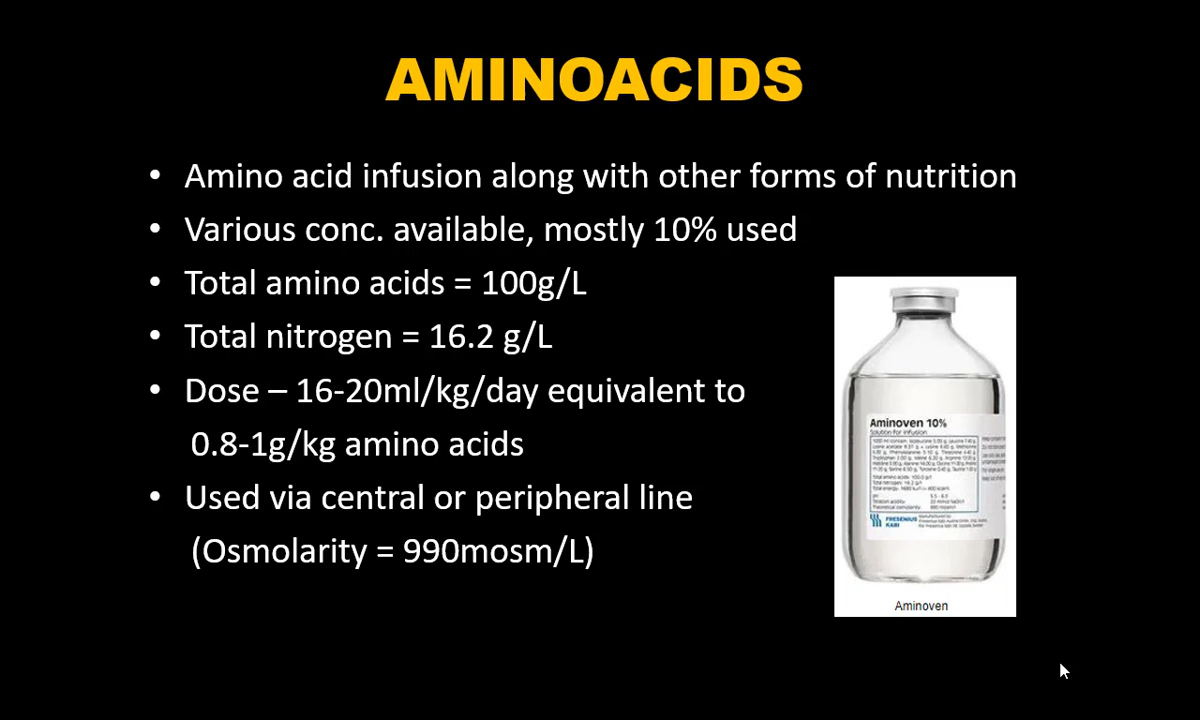 AMINOACIDS
• Amino acid infusion along with other forms of nutrition
• Various conc. available, mostly 10% used
• Total amino acids = 100g/L
• Total nitrogen = 16.2 g/L
• Dose – 16-20ml/kg/day equivalent to
0.8-1g/kg amino acids
• Used via central or peripheral line
(Osmolarity = 990mosm/L)
Aminoven 10%
Solution for infusion
FRESENIUS
KABI
Aminoven